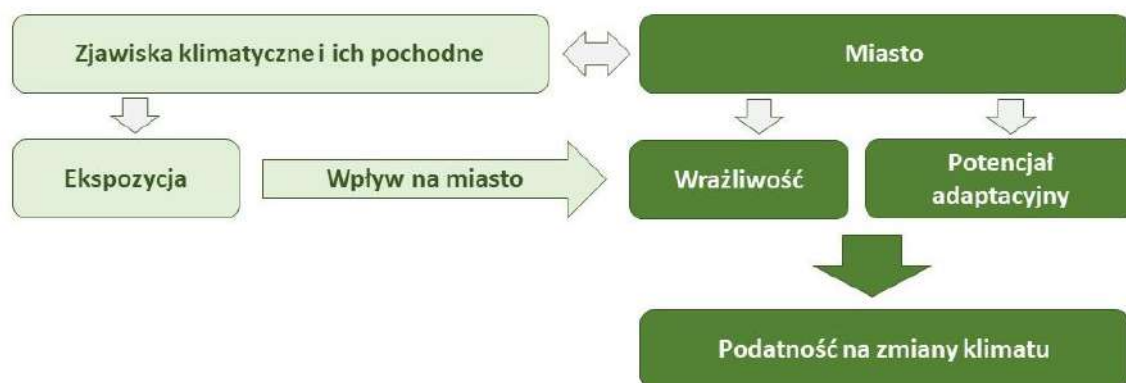 Zjawiska klimatyczne i ich pochodne
Miasto
Ekspozycja
Wpływ na miasto
Wrażliwość
Potencjał
adaptacyjny
Podatność na zmiany klimatu